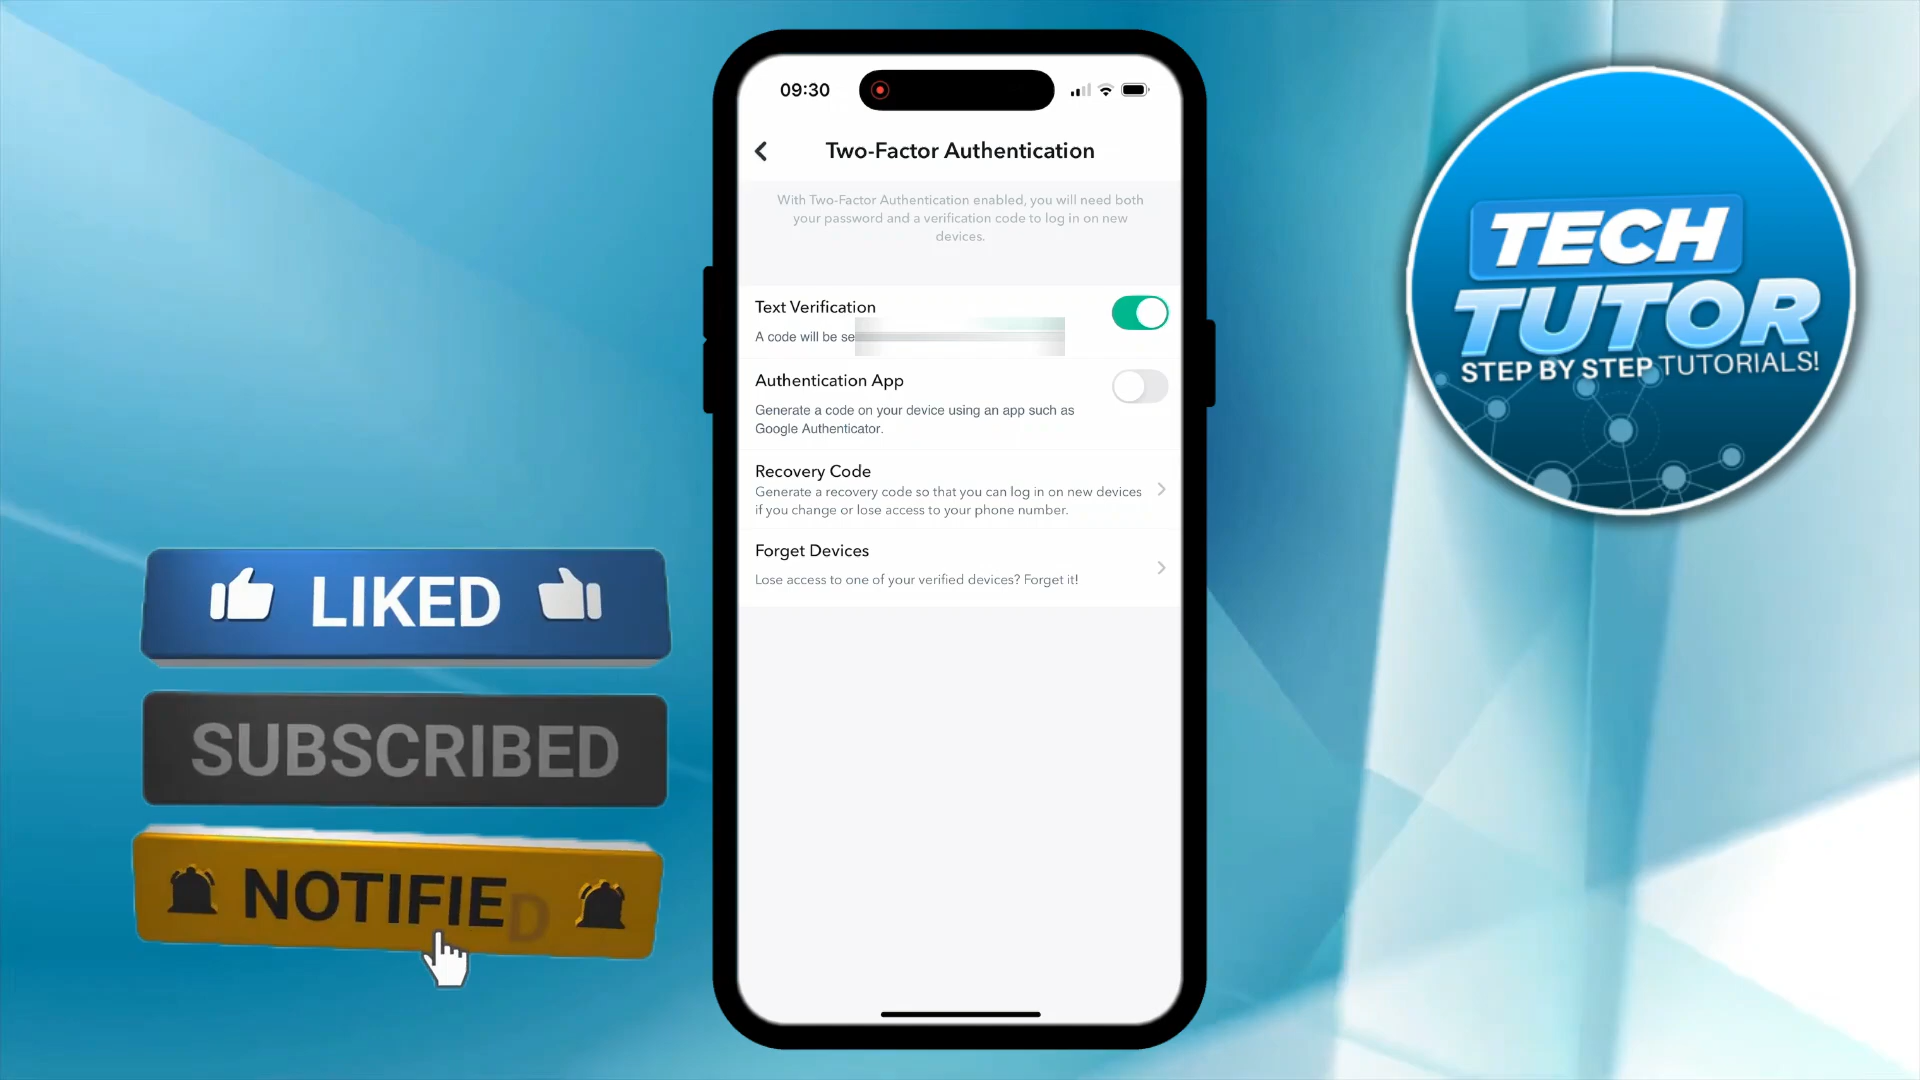 09:30
Two-Factor Authentication
With Two-Factor Authentication enabled, you will need both
your password and a verification code to log in on new
devices.
Text Verification
A code will be se
Authentication App
Generate a code on your device using an app such as
Google Authenticator.
Recovery Code
Generate a recovery code so that you can log in on new devices
if you change or lose access to your phone number.
Forget Devices
Lose access to one of your verified devices? Forget it!
LIKED
SUBSCRIBED
NOTIFIED
TECH
TUTOR
STEP BY STEP TUTORIALS!